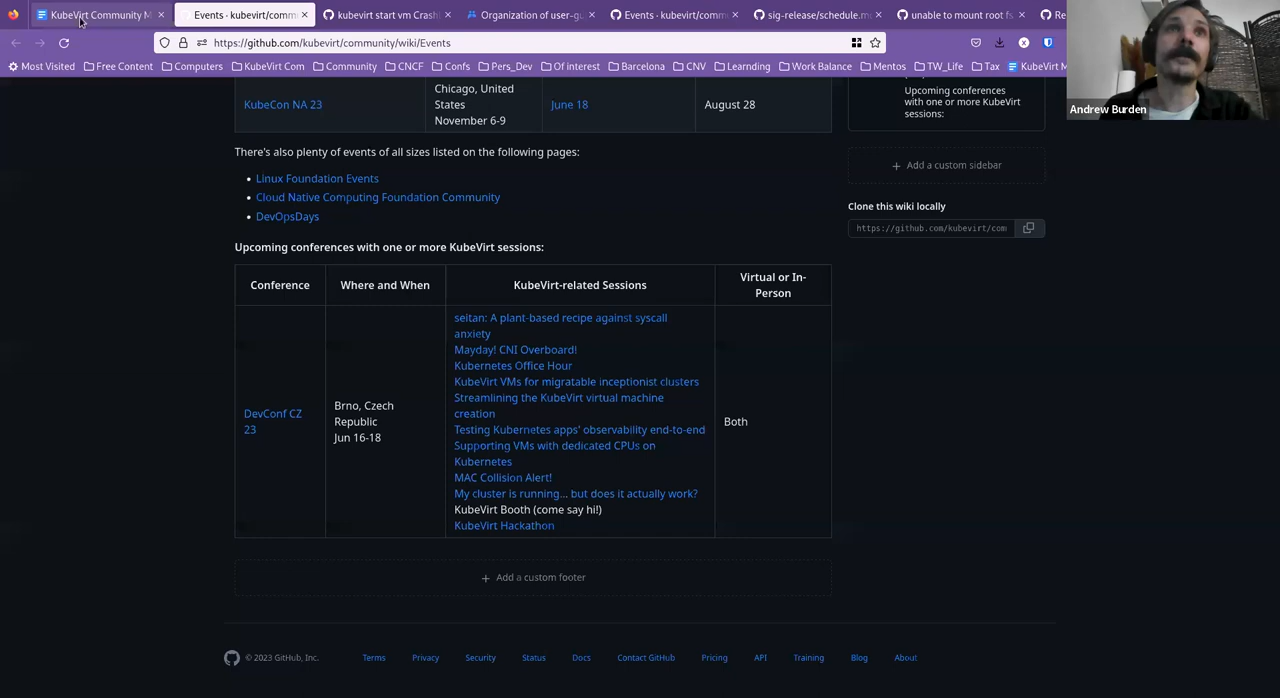 KubeVirt Community M
Events · kubevirt/comm
kubevirt start vm Crash
Organization of user-gu
Events · kubevirt/comm
sig-release/schedule.m
unable to mount root fs
Re
https://github.com/kubevirt/community/wiki/Events
Most Visited
Free Content
Computers
KubeVirt Com
Community
CNCF
Confs
Pers_Dev
Of interest
Barcelona
CNV
Learnding
Work Balance
Mentos
TW_Life
Tax
KubeVirt M
Andrew Burden
KubeCon NA 23
Chicago, United
States
November 6-9
June 18
August 28
There's also plenty of events of all sizes listed on the following pages:
Linux Foundation Events
Cloud Native Computing Foundation Community
DevOpsDays
Upcoming conferences with one or more KubeVirt sessions:
Conference
Where and When
KubeVirt-related Sessions
Virtual or In-
Person
DevConf CZ
23
Brno, Czech
Republic
Jun 16-18
seitan: A plant-based recipe against syscall
anxiety
Mayday! CNI Overboard!
Kubernetes Office Hour
KubeVirt VMs for migratable inceptionist clusters
Streamlining the KubeVirt virtual machine
creation
Testing Kubernetes apps' observability end-to-end
Supporting VMs with dedicated CPUs on
Kubernetes
MAC Collision Alert!
My cluster is running... but does it actually work?
KubeVirt Booth (come say hi!)
KubeVirt Hackathon
Both
Upcoming conferences
with one or more KubeVirt
sessions:
Add a custom sidebar
Clone this wiki locally
https://github.com/kubevirt/com
Add a custom footer
© 2023 GitHub, Inc.
Terms
Privacy
Security
Status
Docs
Contact GitHub
Pricing
API
Training
Blog
About